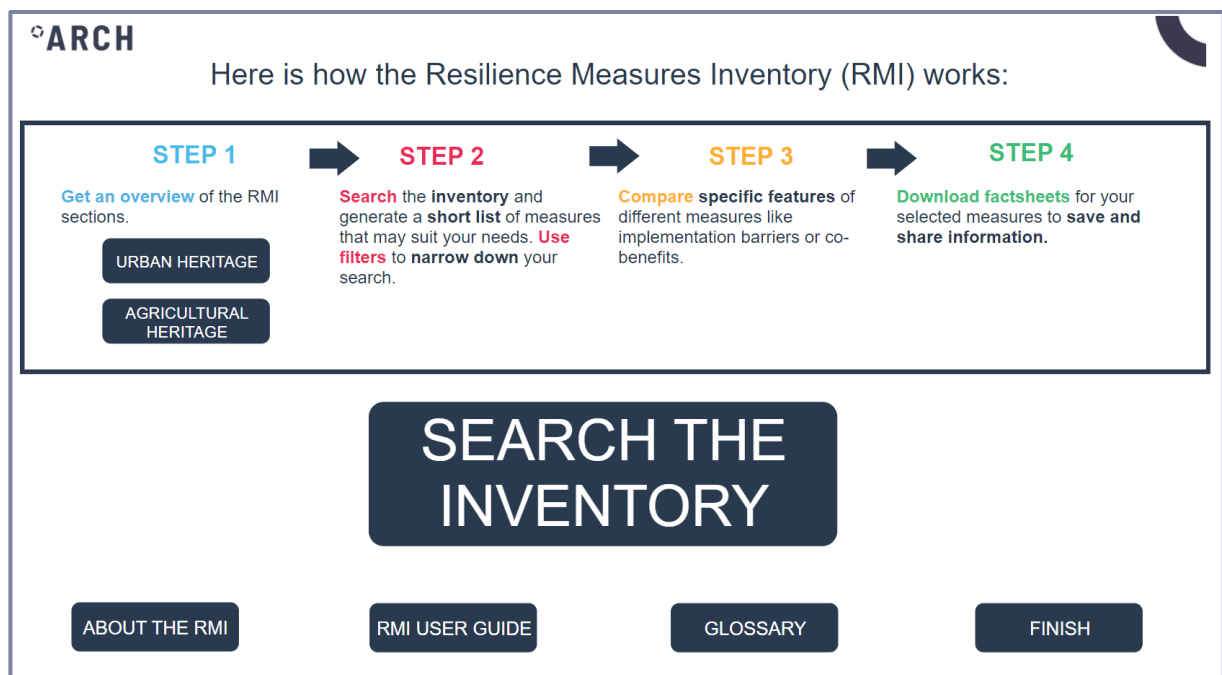 ARCH
Here is how the Resilience Measures Inventory (RMI) works:
STEP 1
Get an overview of the RMI
sections.
URBAN HERITAGE
AGRICULTURAL
HERITAGE
STEP 2
Search the inventory and
generate a short list of measures
that may suit your needs. Use
filters to narrow down your
search.
STEP 3
Compare specific features of
different measures like
implementation barriers or co-
benefits.
STEP 4
Download factsheets for your
selected measures to save and
share information.
SEARCH THE
INVENTORY
ABOUT THE RMI
RMI USER GUIDE
GLOSSARY
FINISH